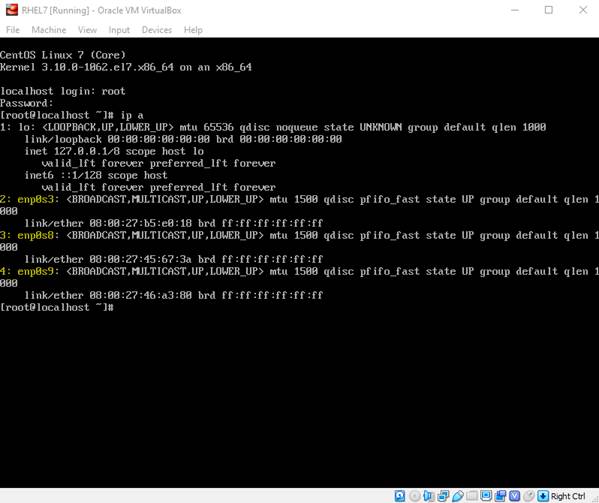 RHEL7 [Running] - Oracle VM VirtualBox
File Machine View Input Devices Help
CentOS Linux 7 (Core)
Kernel 3.10.0-1062.el7.x86_64 on an x86_64
localhost login: root
Password:
[root@localhost ~]# ip a
1: lo: <LOOPBACK,UP,LOWER_UP> mtu 65536 qdisc noqueue state UNKNOWN group default qlen 1000
link/loopback 00:00:00:00:00:00 brd 00:00:00:00:00:00
inet 127.0.0.1/8 scope host lo
valid_lft forever preferred_lft forever
inet6 ::1/128 scope host
valid_lft forever preferred_lft forever
2: enp0s3: <BROADCAST,MULTICAST,UP,LOWER_UP> mtu 1500 qdisc pfifo_fast state UP group default qlen 1
000
link/ether 08:00:27:b5:e0:18 brd ff:ff:ff:ff:ff:ff
3: enp0s8: <BROADCAST,MULTICAST,UP,LOWER_UP> mtu 1500 qdisc pfifo_fast state UP group default qlen 1
000
link/ether 08:00:27:45:67:3a brd ff:ff:ff:ff:ff:ff
4: enp0s9: <BROADCAST,MULTICAST,UP,LOWER_UP> mtu 1500 qdisc pfifo_fast state UP group default qlen 1
000
link/ether 08:00:27:46:a3:80 brd ff:ff:ff:ff:ff:ff
[root@localhost ~]#
Right Ctrl